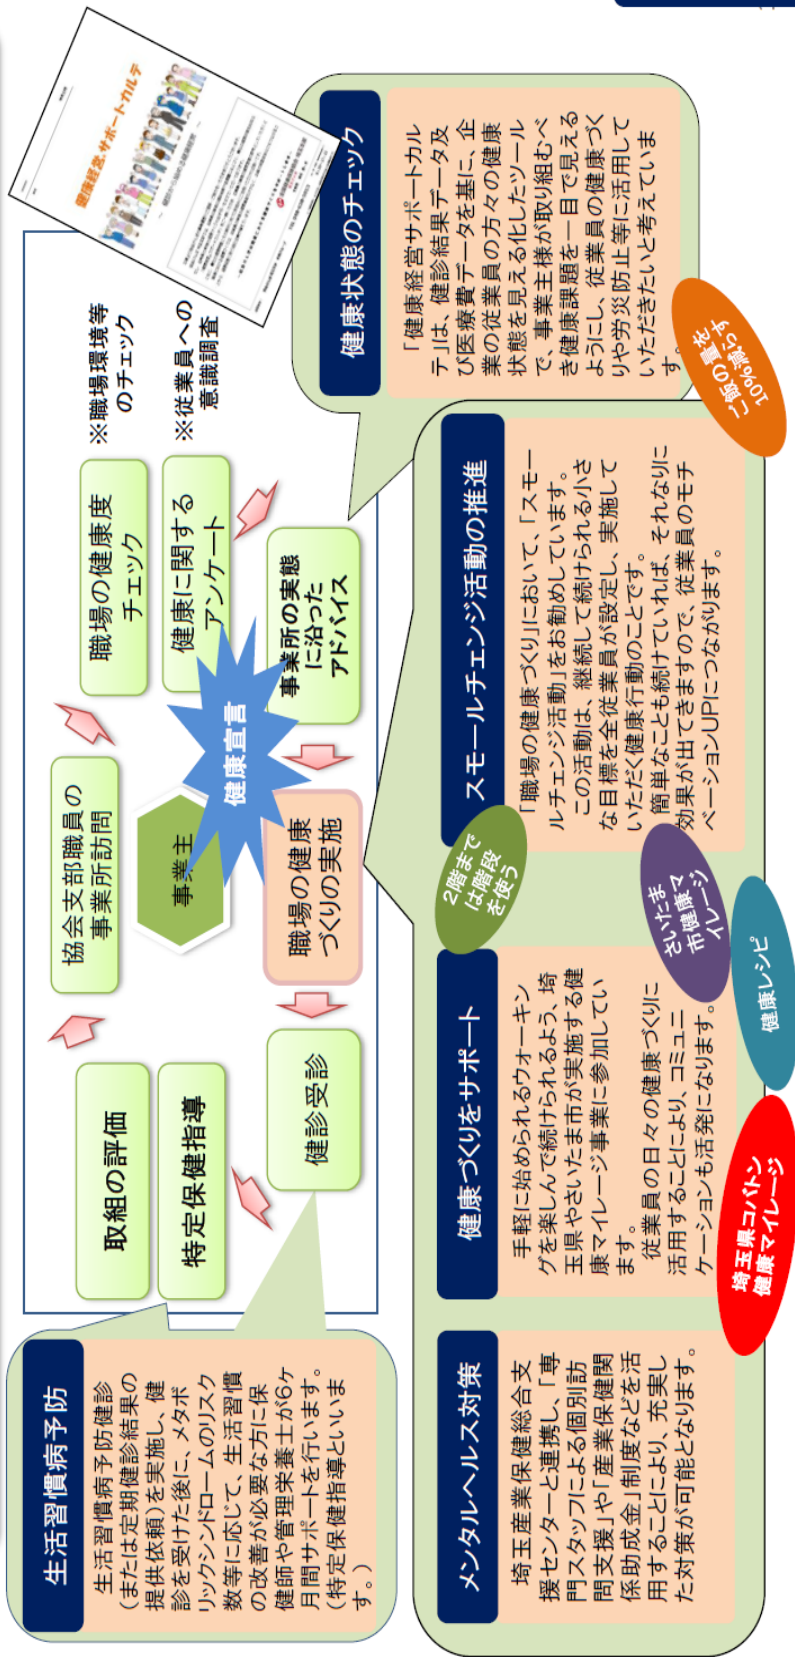 生活習慣病予防
生活習慣病予防健診
(または定期健診結果の
提供依頼)を実施し、健
診を受けた後に、メタボ
リックシンドロームのリスク
数等に応じて、生活習慣
の改善が必要な方に保
健師や管理栄養士が6ヶ
月間サポートを行います。
(特定保健指導といいま
す。)
取組の評価
特定保健指導
健診受診
協会支部職員の
事業所訪問
事業主
健康宣言
職場の健康
づくりの実施
職場の健康度
チェック
健康に関する
アンケート
事業所の実態
に沿った
アドバイス
※職場環境等
のチェック
※従業員への
意識調査
健康経営サポートカルテ
健康状態のチェック
「健康経営サポートカル
テ」は、健診結果データ及
び医療費データを基に、企
業の従業員の方々の健康
状態を見える化したツール
で、事業主様が取り組むべ
き健康課題を一目で見える
ようにし、従業員の健康づく
りや労災防止等に活用して
いただきたいと考えていま
す。
メンタルヘルス対策
埼玉産業保健総合支
援センターと連携し、「専
門スタッフによる個別訪
問支援」や「産業保健関
係助成金」制度などを活
用することにより、充実し
た対策が可能となります。
健康づくりをサポート
手軽に始められるウォーキン
グを楽しんで続けられるよう、埼
玉県やさいたま市が実施する健
康マイレージ事業に参加してい
ます。
従業員の日々の健康づくりに
活用することにより、コミュニ
ケーションも活発になります。
スモールチェンジ活動の推進
「職場の健康づくり」において、「スモー
ルチェンジ活動」をお勧めしています。
この活動は、継続して続けられる小さ
な目標を全従業員が設定し、実施して
いただく健康行動のことです。
簡単なことも続けていれば、それなりに
効果が出てきますので、従業員のモチ
ベーションUPにつながります。
2階まで
は階段
を使う
ご飯の量を
10%減らす
さいたま
市健康マ
イレージ
健康レシピ
埼玉県コバトン
健康マイレージ